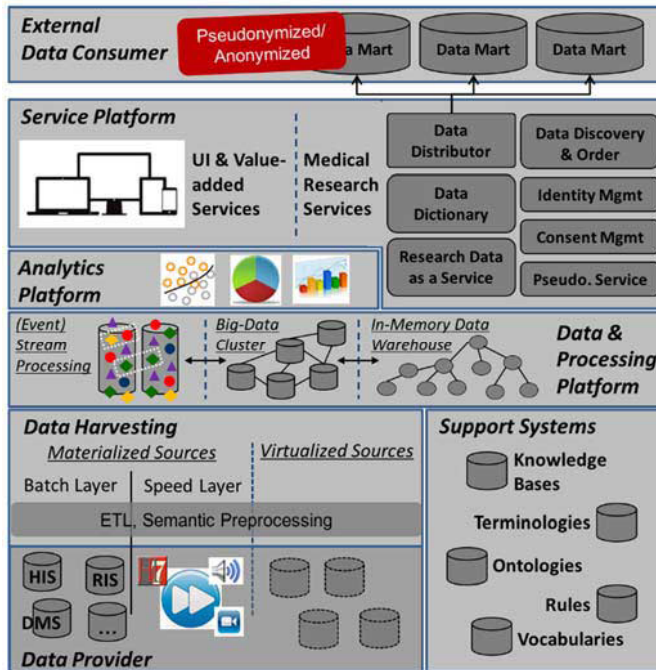 External
Data Consumer
Pseudonymized/
Anonymized
Data Mart
Data Mart
Data Mart
Service Platform
UI & Value-
added
Services
Medical
Research
Services
Data
Distributor
Data
Dictionary
Research Data
as a Service
Data Discovery
& Order
Identity Mgmt
Consent Mgmt
Pseudo. Service
Analytics
Platform
(Event)
Stream
Processing
Big-Data
Cluster
In-Memory Data
Warehouse
Data &
Processing
Platform
Data Harvesting
Materialized Sources
Virtualized Sources
Batch Layer
Speed Layer
ETL, Semantic Preprocessing
HIS
RIS
DMS
...
Data Provider
Support Systems
Knowledge
Bases
Terminologies
Ontologies
Rules
Vocabularies